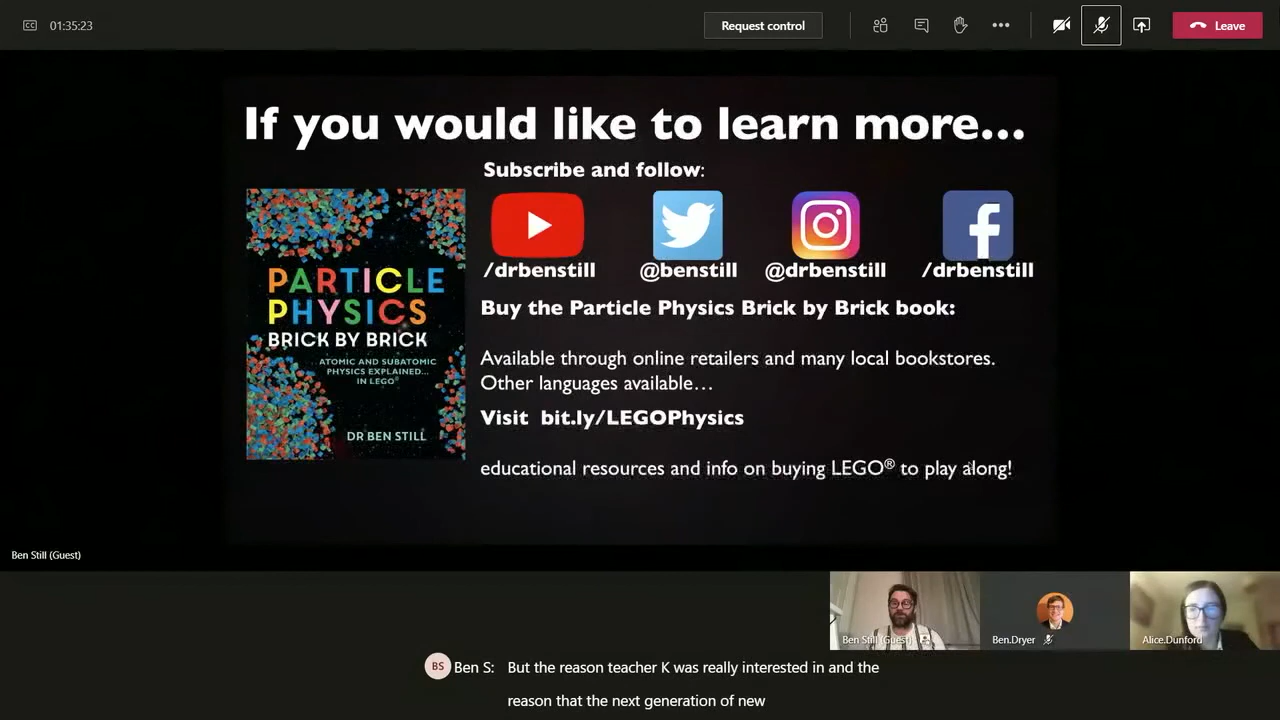 CC 01:35:23 Request control Leave
If you would like to learn more...
Subscribe and follow:
/drbenstill @benstill @drbenstill /drbenstill
PARTICLE
PHYSICS
BRICK BY BRICK
ATOMIC AND SUBATOMIC
PHYSICS EXPLAINED...
IN LEGO®
DR BEN STILL
Buy the Particle Physics Brick by Brick book:
Available through online retailers and many local bookstores.
Other languages available...
Visit bit.ly/LEGOPhysics
educational resources and info on buying LEGO® to play along!
Ben Still (Guest)
Ben Still (Guest) Ben.Dryer Alice.Dunford
BS Ben S: But the reason teacher K was really interested in and the
reason that the next generation of new